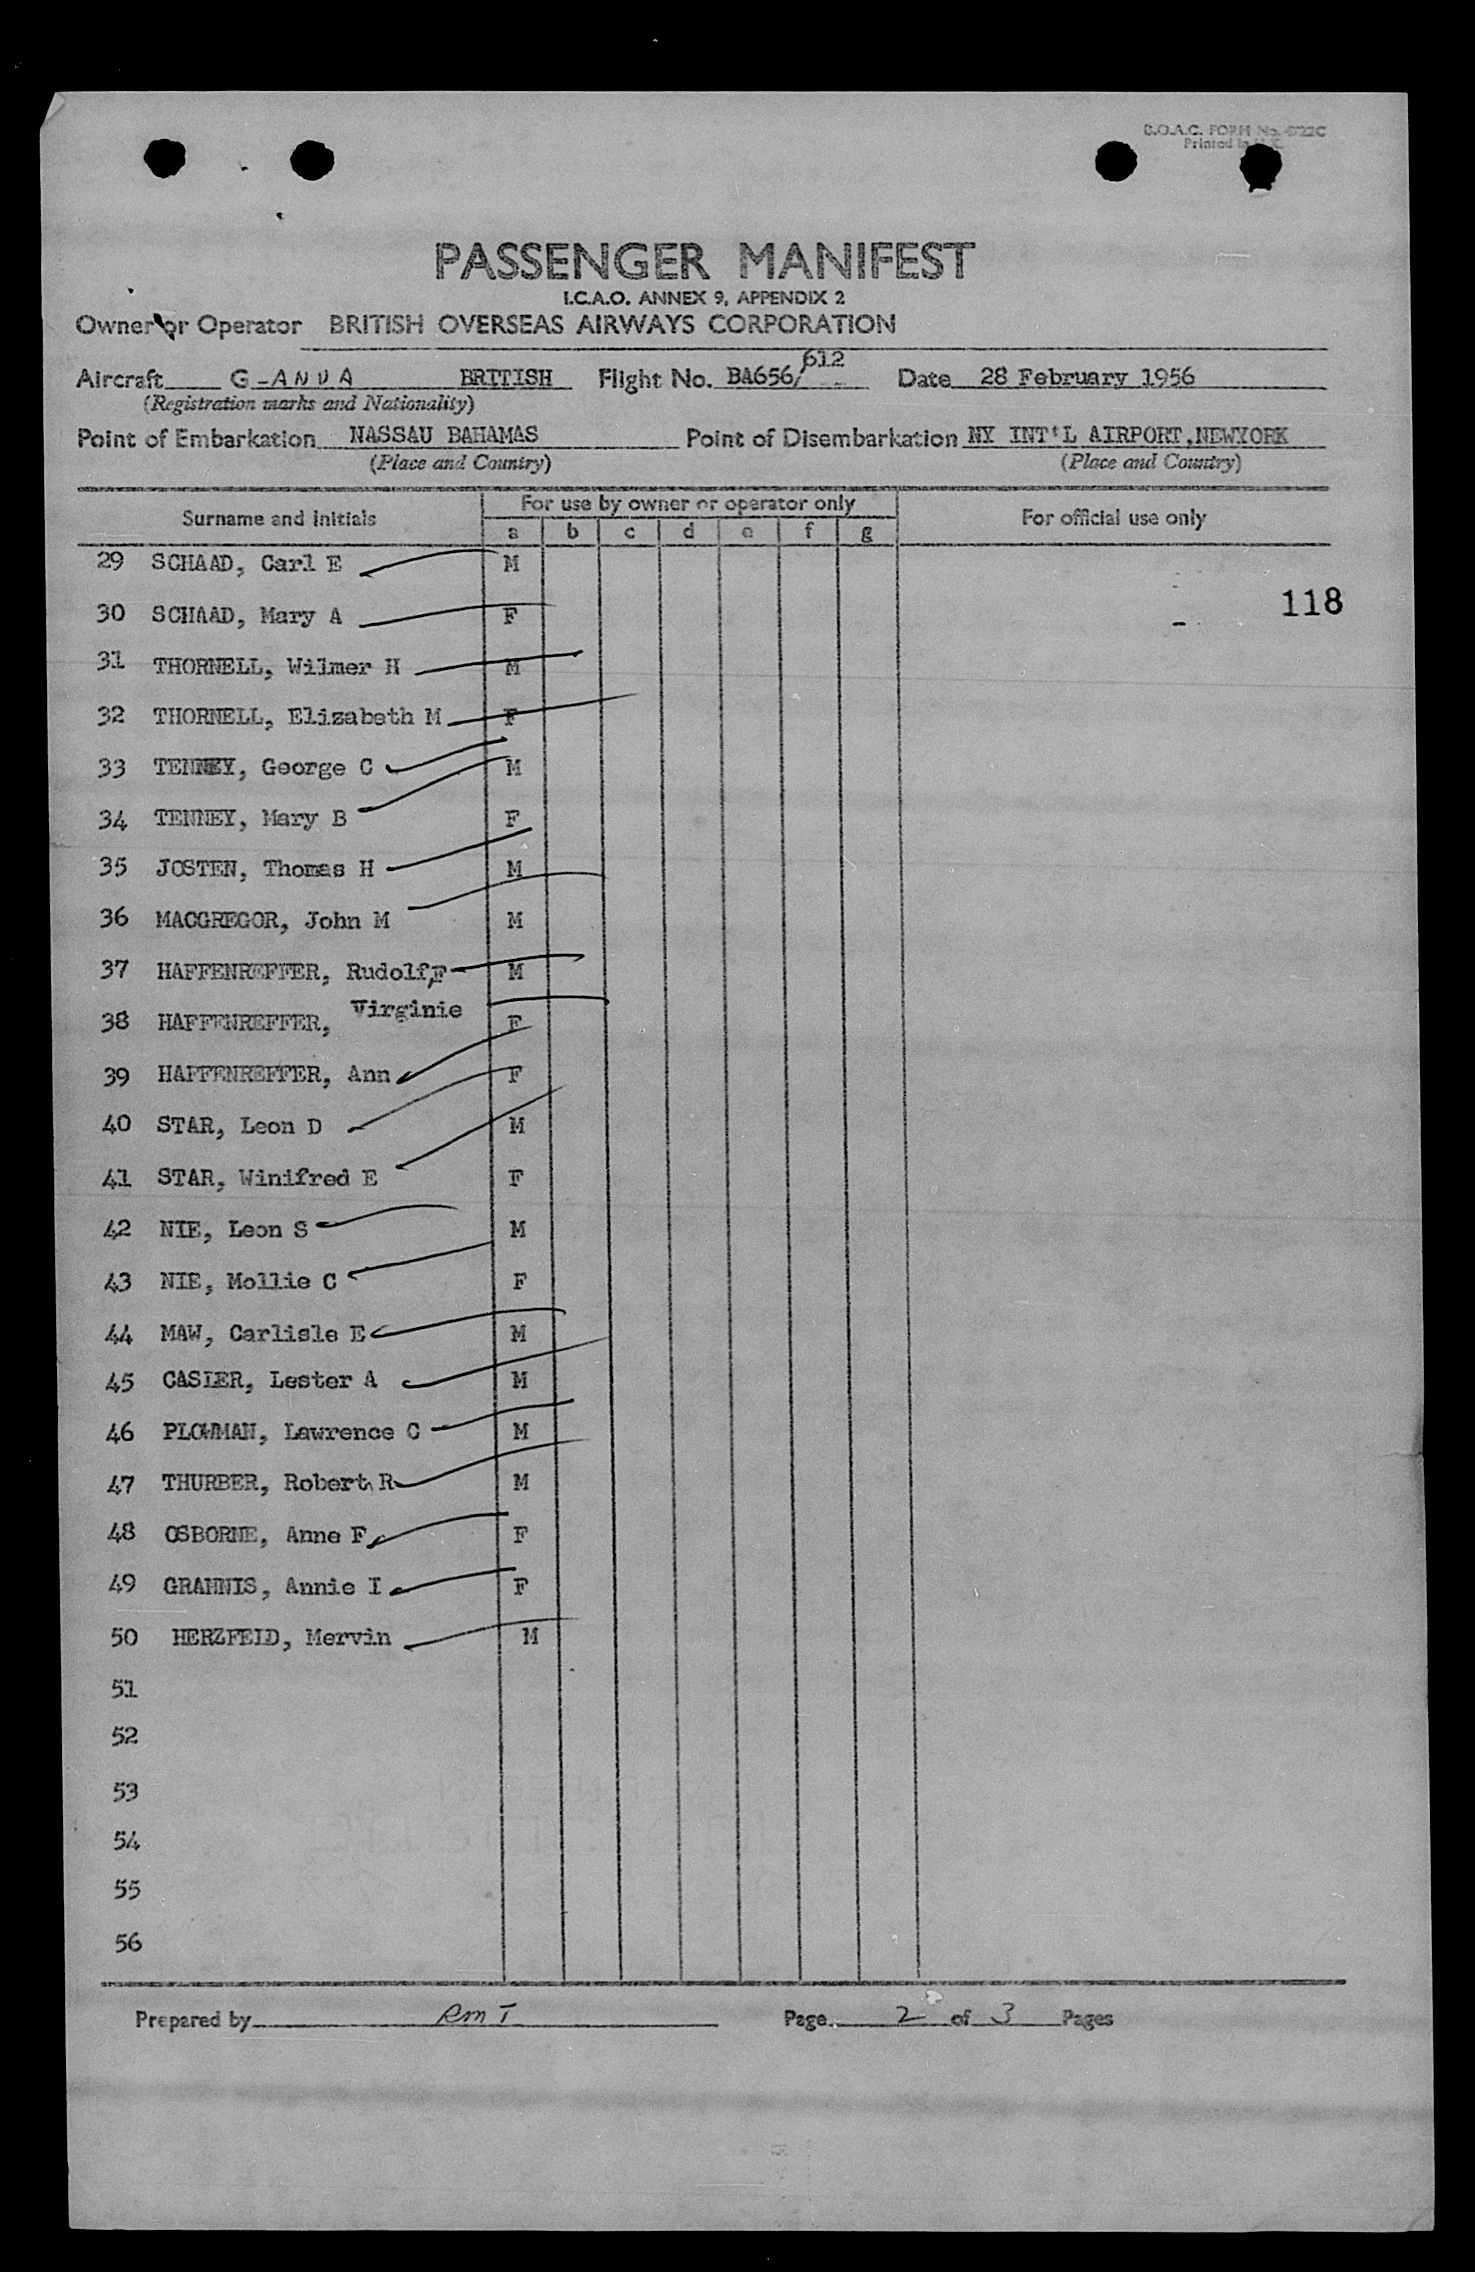 B.O.A.C. FORM No.
Printed in U.K.
PASSENGER MANIFEST
I.C.A.O. ANNEX 9, APPENDIX 2
Owner or Operator BRITISH OVERSEAS AIRWAYS CORPORATION
Aircraft G-ANUA BRITISH Flight No. BA656/612 Date 28 February 1956
(Registration marks and Nationality)
Point of Embarkation NASSAU BAHAMAS Point of Disembarkation NY INT'L AIRPORT, NEWYORK
(Place and Country) (Place and Country)
Surname and initials For use by owner or operator only For official use only
a b c d e f g
29 SCHAAD, Carl E M
118
30 SCHAAD, Mary A F
31 THORNELL, Wilmer H M
32 THORNELL, Elizabeth M F
33 TENNEY, George C M
34 TENNEY, Mary B F
35 JOSTEN, Thomas H M
36 MACGREGOR, John M M
37 HAFFENREFFER, Rudolf F M
38 HAFFENREFFER, Virginie F
39 HAFFENREFFER, Ann F
40 STAR, Leon D M
41 STAR, Winifred E F
42 NIE, Leon S M
43 NIE, Mollie C F
44 MAW, Carlisle E M
45 CASLER, Lester A M
46 PLOWMAN, Lawrence C M
47 THURBER, Robert R M
48 OSBORNE, Anne F F
49 GRANNIS, Annie I F
50 HERZFELD, Mervin M
51
52
53
54
55
56
Prepared by RMT Page 2 of 3 Pages